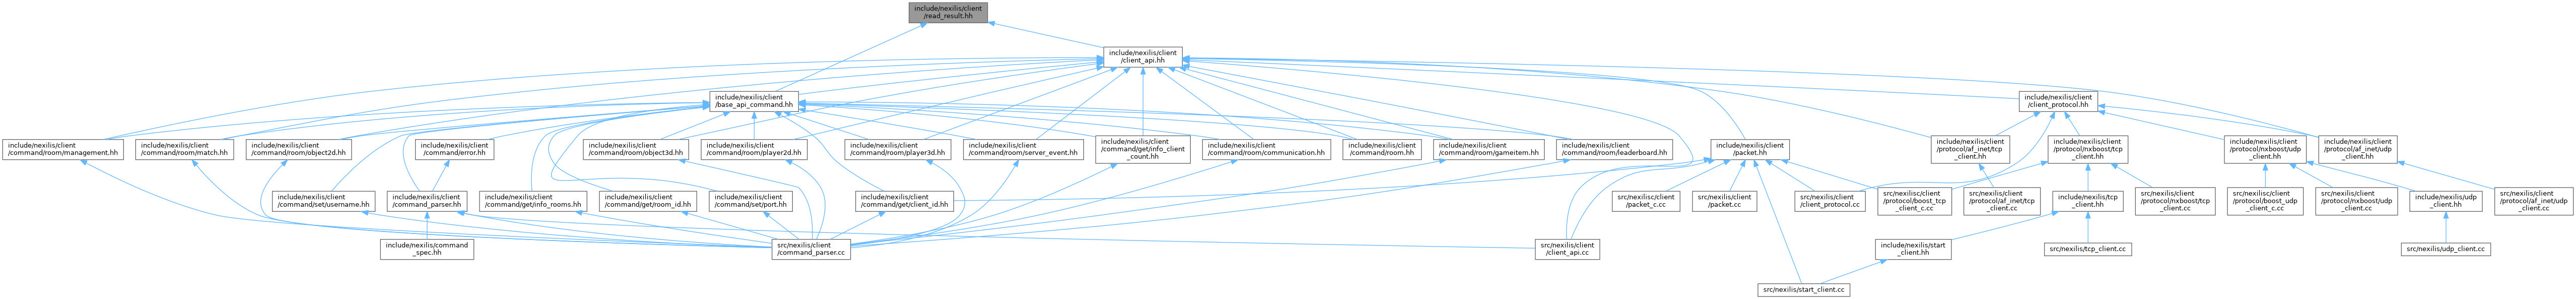 include/nexilis/client
/read_result.hh
include/nexilis/client
/client_api.hh
include/nexilis/client
/base_api_command.hh
include/nexilis/client
/client_protocol.hh
include/nexilis/client
/command/room/management.hh
include/nexilis/client
/command/room/match.hh
include/nexilis/client
/command/room/object2d.hh
include/nexilis/client
/command/error.hh
include/nexilis/client
/command/room/object3d.hh
include/nexilis/client
/command/room/player2d.hh
include/nexilis/client
/command/room/player3d.hh
include/nexilis/client
/command/room/server_event.hh
include/nexilis/client
/command/get/info_client
_count.hh
include/nexilis/client
/command/room/communication.hh
include/nexilis/client
/command/room.hh
include/nexilis/client
/command/room/gameitem.hh
include/nexilis/client
/command/room/leaderboard.hh
include/nexilis/client
/packet.hh
include/nexilis/client
/protocol/af_inet/tcp
_client.hh
include/nexilis/client
/protocol/nxboost/tcp
_client.hh
include/nexilis/client
/protocol/nxboost/udp
_client.hh
include/nexilis/client
/protocol/af_inet/udp
_client.hh
include/nexilis/client
/command/set/username.hh
include/nexilis/client
/command_parser.hh
include/nexilis/client
/command/get/info_rooms.hh
include/nexilis/client
/command/get/room_id.hh
include/nexilis/client
/command/set/port.hh
include/nexilis/client
/command/get/client_id.hh
src/nexilis/client
/packet_c.cc
src/nexilis/client
/packet.cc
src/nexilis/client
/client_protocol.cc
src/nexilis/client
/protocol/boost_tcp
_client_c.cc
src/nexilis/client
/protocol/af_inet/tcp
_client.cc
include/nexilis/tcp
_client.hh
src/nexilis/client
/protocol/nxboost/tcp
_client.cc
src/nexilis/client
/protocol/boost_udp
_client_c.cc
src/nexilis/client
/protocol/nxboost/udp
_client.cc
include/nexilis/udp
_client.hh
src/nexilis/client
/protocol/af_inet/udp
_client.cc
include/nexilis/command
_spec.hh
src/nexilis/client
/command_parser.cc
src/nexilis/client
/client_api.cc
include/nexilis/start
_client.hh
src/nexilis/tcp_client.cc
src/nexilis/udp_client.cc
src/nexilis/start_client.cc